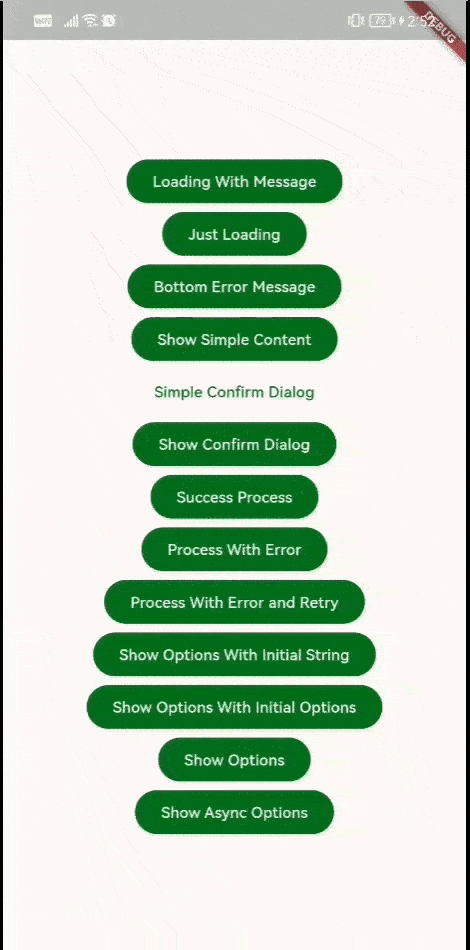 79
2:52
DEBUG
Loading With Message
Just Loading
Bottom Error Message
Show Simple Content
Simple Confirm Dialog
Show Confirm Dialog
Success Process
Process With Error
Process With Error and Retry
Show Options With Initial String
Show Options With Initial Options
Show Options
Show Async Options